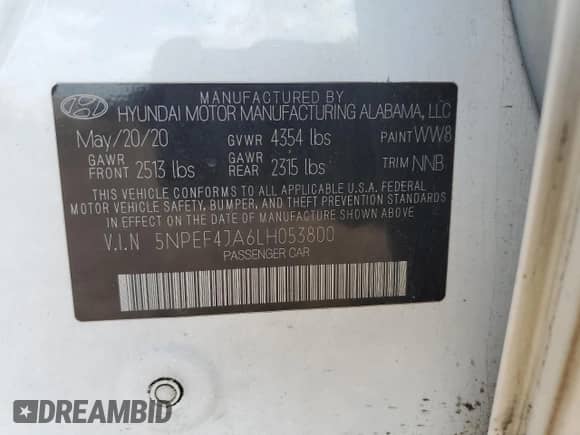 MANUFACTURED BY
HYUNDAI MOTOR MANUFACTURING ALABAMA, LLC
May/20/20 GVWR 4354 lbs PAINT WW8
GAWR FRONT 2513 lbs GAWR REAR 2315 lbs TRIM NNB
THIS VEHICLE CONFORMS TO ALL APPLICABLE U.S.A. FEDERAL
MOTOR VEHICLE SAFETY, BUMPER, AND THEFT PREVENTION STANDARDS
IN EFFECT ON THE DATE OF MANUFACTURE SHOWN ABOVE
V.I.N 5NPEF4JA6LH053800
PASSENGER CAR
DREAMBID